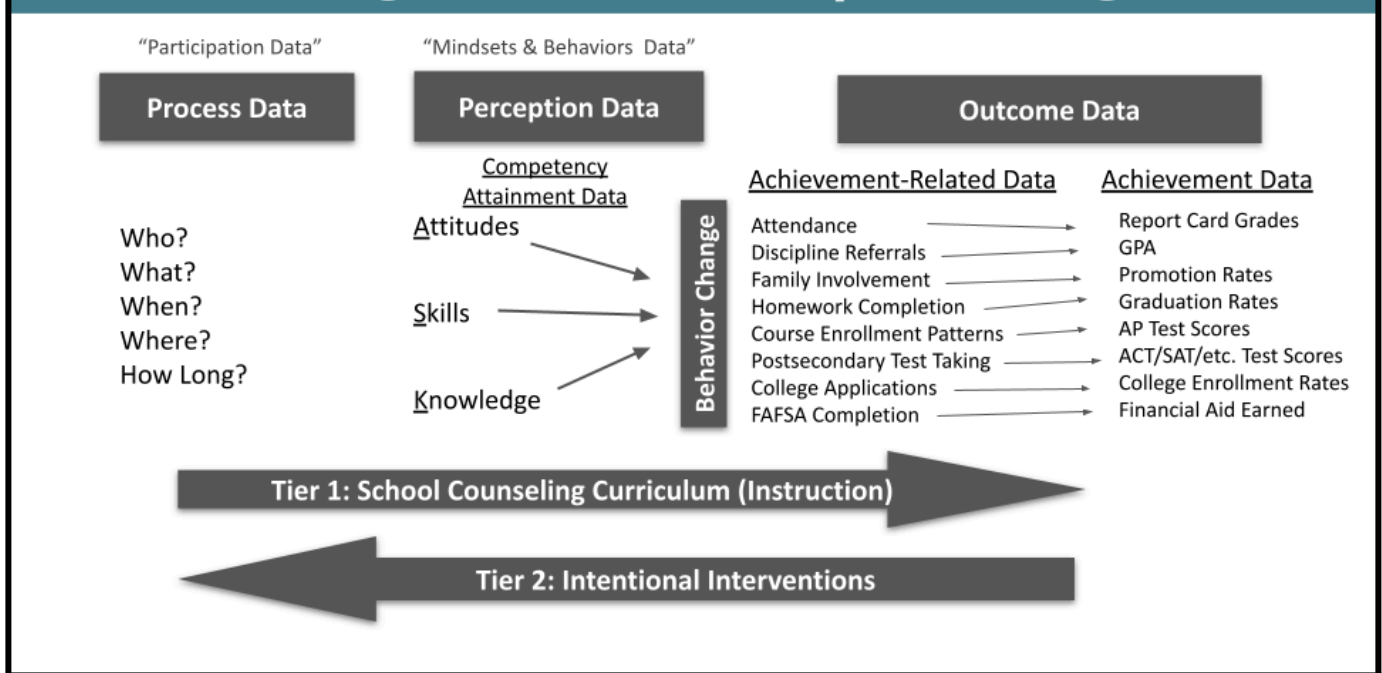 "Participation Data"
"Mindsets & Behaviors Data"
Process Data
Perception Data
Outcome Data
Competency
Attainment Data
Achievement-Related Data
Achievement Data
Who?
What?
When?
Where?
How Long?
Attitudes
Skills
Knowledge
Behavior Change
Attendance
Discipline Referrals
Family Involvement
Homework Completion
Course Enrollment Patterns
Postsecondary Test Taking
College Applications
FAFSA Completion
Report Card Grades
GPA
Promotion Rates
Graduation Rates
AP Test Scores
ACT/SAT/etc. Test Scores
College Enrollment Rates
Financial Aid Earned
Tier 1: School Counseling Curriculum (Instruction)
Tier 2: Intentional Interventions